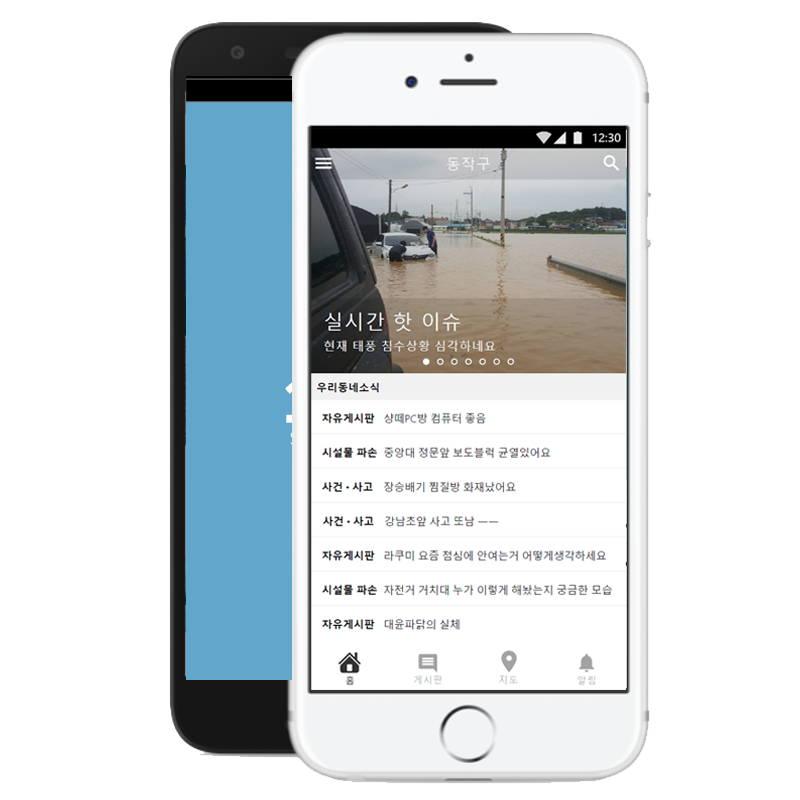 12:30
동작구
실시간 핫 이슈
현재 태풍 침수상황 심각하네요
우리동네소식
자유게시판 샹떼PC방 컴퓨터 좋음
시설물 파손 중앙대 정문앞 보도블럭 균열있어요
사건·사고 장승배기 찜질방 화재났어요
사건·사고 강남초앞 사고 또남 ㅡㅡ
자유게시판 라쿠미 요즘 점심에 안여는거 어떻게생각하세요
시설물 파손 자전거 거치대 누가 이렇게 해놨는지 궁금한 모습
자유게시판 대윤파닭의 실체
홈 게시판 지도 알림